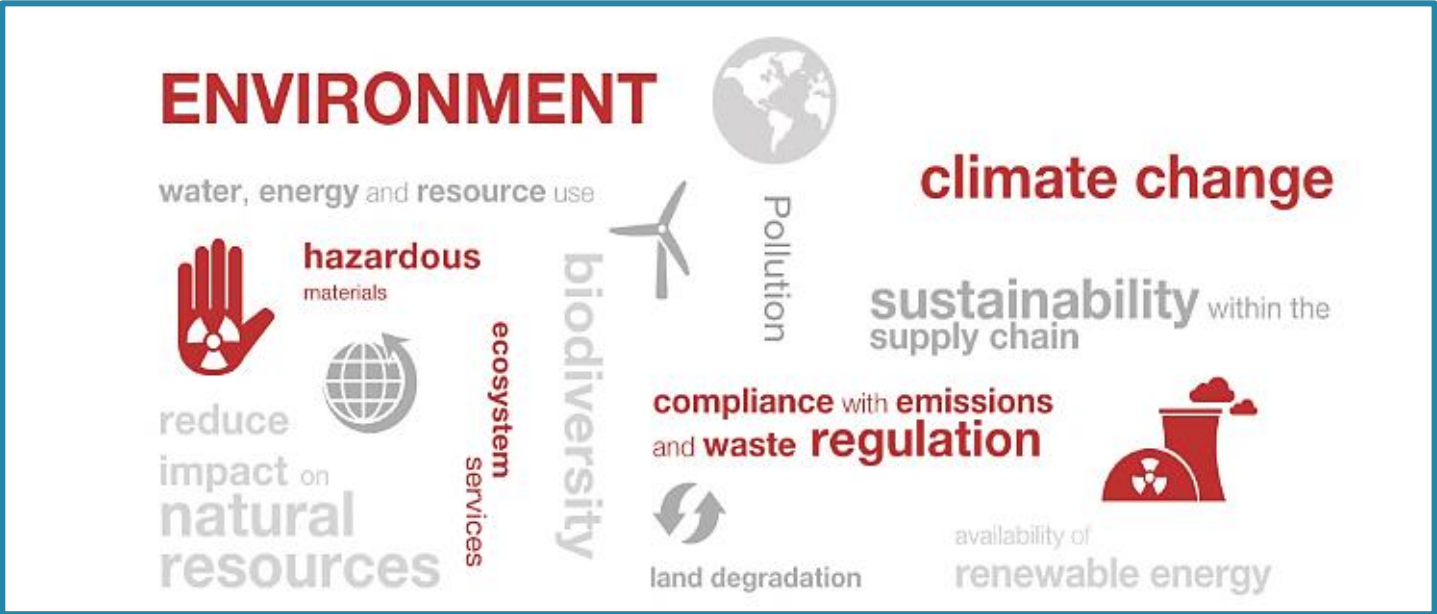 ENVIRONMENT
climate change
water, energy and resource use
Pollution
hazardous
materials
biodiversity
sustainability within the
supply chain
ecosystem
services
compliance with emissions
and waste regulation
reduce
impact on
natural
resources
land degradation
availability of
renewable energy